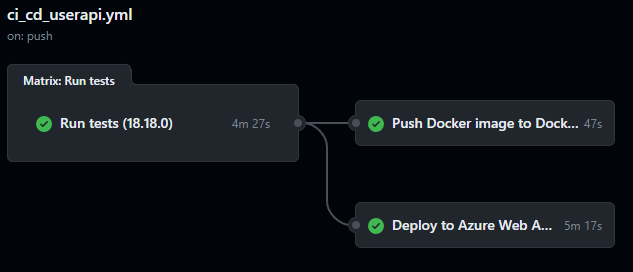 ci_cd_userapi.yml
on: push
Matrix: Run tests
Run tests (18.18.0) 4m 27s
Push Docker image to Dock... 47s
Deploy to Azure Web A... 5m 17s